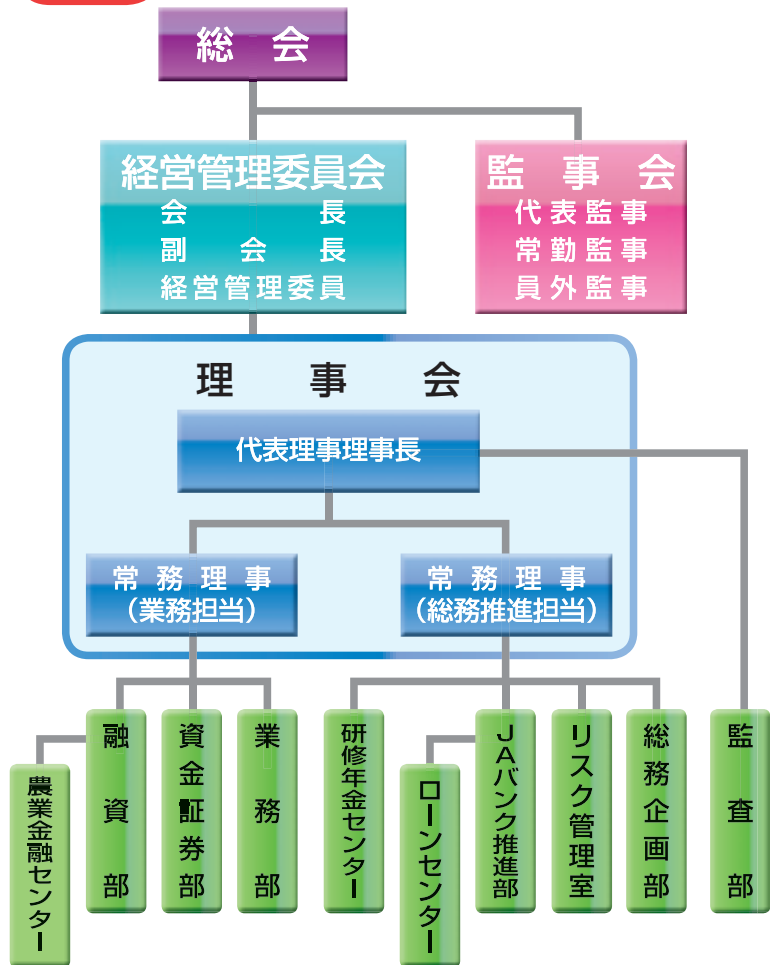 総会
経営管理委員会
会長
副会長
経営管理委員
監事会
代表監事
常勤監事
員外監事
理事会
代表理事理事長
常務理事
（業務担当）
常務理事
（総務推進担当）
農業金融センター
融資部
資金証券部
業務部
研修年金センター
ローンセンター
JAバンク推進部
リスク管理室
総務企画部
監査部